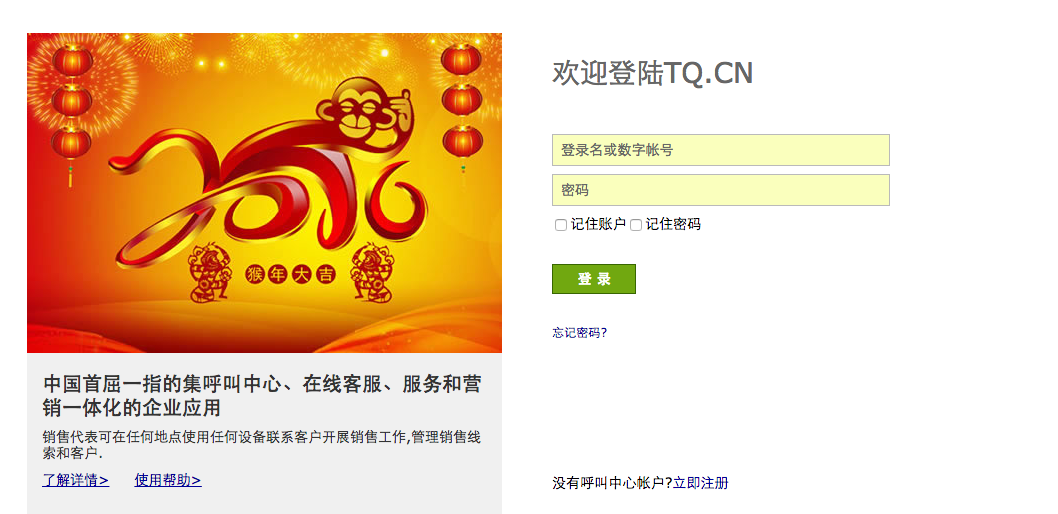 2016
猴年大吉
中国首屈一指的集呼叫中心、在线客服、服务和营
销一体化的企业应用
销售代表可在任何地点使用任何设备联系客户开展销售工作,管理销售线
索和客户.
了解详情> 使用帮助>
欢迎登陆TQ.CN
登录名或数字帐号
密码
记住账户 记住密码
登 录
忘记密码?
没有呼叫中心帐户?立即注册